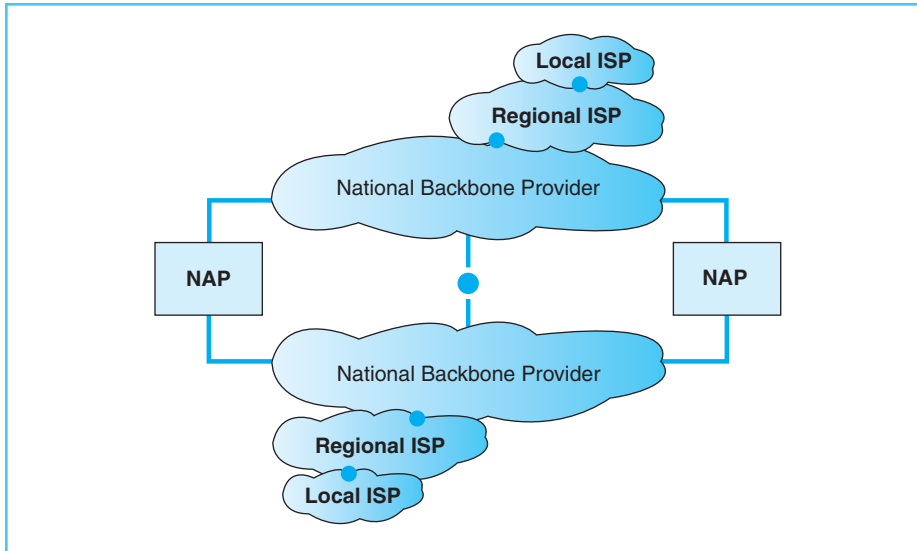 Local ISP
Regional ISP
National Backbone Provider
NAP
NAP
National Backbone Provider
Regional ISP
Local ISP